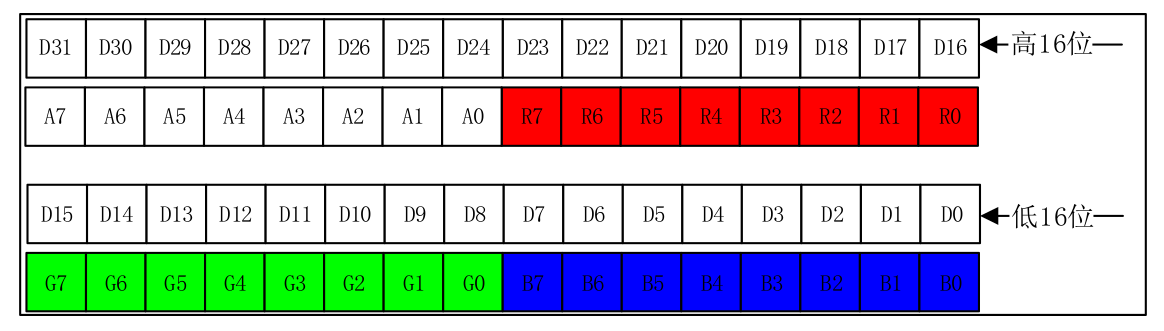 D31 D30 D29 D28 D27 D26 D25 D24 D23 D22 D21 D20 D19 D18 D17 D16 高16位
A7 A6 A5 A4 A3 A2 A1 A0 R7 R6 R5 R4 R3 R2 R1 R0
D15 D14 D13 D12 D11 D10 D9 D8 D7 D6 D5 D4 D3 D2 D1 D0 低16位
G7 G6 G5 G4 G3 G2 G1 G0 B7 B6 B5 B4 B3 B2 B1 B0